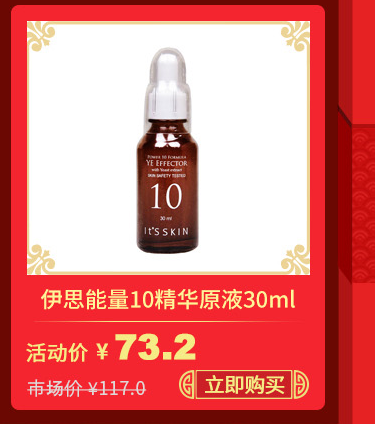 POWER 10 FORMULA
YE EFFECTOR
with Yeast extract
SKIN SAFETY TESTED
10
30 ml
It'S SKIN
伊思能量10精华原液30ml
活动价 ¥ 73.2
市场价 ¥117.0
立即购买